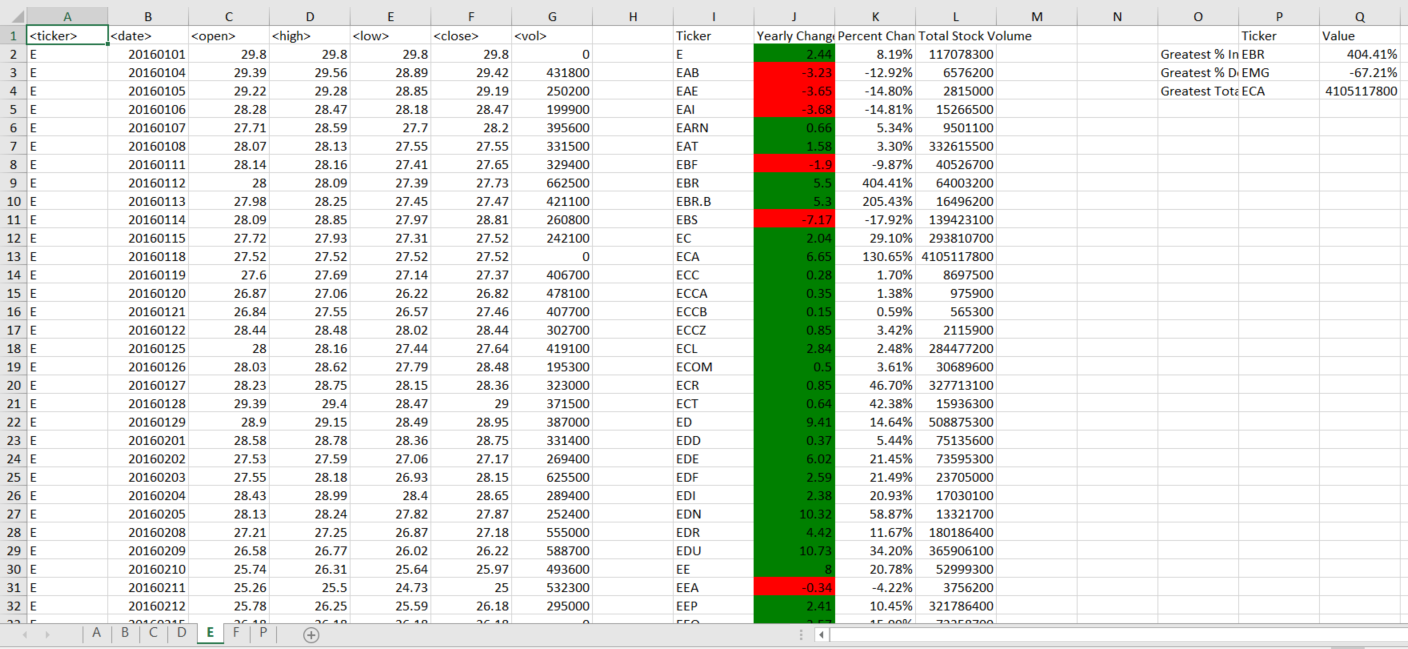 A B C D E F G H I J K L M N O P Q
1 <ticker> <date> <open> <high> <low> <close> <vol> Ticker Yearly Change Percent Chan Total Stock Volume Ticker Value
2 E 20160101 29.8 29.8 29.8 29.8 0 E 2.44 8.19% 117078300 Greatest % In EBR 404.41%
3 E 20160104 29.39 29.56 28.89 29.42 431800 EAB -3.23 -12.92% 6576200 Greatest % De EMG -67.21%
4 E 20160105 29.22 29.28 28.85 29.19 250200 EAE -3.65 -14.80% 2815000 Greatest Tota ECA 4105117800
5 E 20160106 28.28 28.47 28.18 28.47 199900 EAI -3.68 -14.81% 15266500
6 E 20160107 27.71 28.59 27.7 28.2 395600 EARN 0.66 5.34% 9501100
7 E 20160108 28.07 28.13 27.55 27.55 331500 EAT 1.58 3.30% 332615500
8 E 20160111 28.14 28.16 27.41 27.65 329400 EBF -1.9 -9.87% 40526700
9 E 20160112 28 28.09 27.39 27.73 662500 EBR 5.5 404.41% 64003200
10 E 20160113 27.98 28.25 27.45 27.47 421100 EBR.B 5.3 205.43% 16496200
11 E 20160114 28.09 28.85 27.97 28.81 260800 EBS -7.17 -17.92% 139423100
12 E 20160115 27.72 27.93 27.31 27.52 242100 EC 2.04 29.10% 293810700
13 E 20160118 27.52 27.52 27.52 27.52 0 ECA 6.65 130.65% 4105117800
14 E 20160119 27.6 27.69 27.14 27.37 406700 ECC 0.28 1.70% 8697500
15 E 20160120 26.87 27.06 26.22 26.82 478100 ECCA 0.35 1.38% 975900
16 E 20160121 26.84 27.55 26.57 27.46 407700 ECCB 0.15 0.59% 565300
17 E 20160122 28.44 28.48 28.02 28.44 302700 ECCZ 0.85 3.42% 2115900
18 E 20160125 28 28.16 27.44 27.64 419100 ECL 2.84 2.48% 284477200
19 E 20160126 28.03 28.62 27.79 28.48 195300 ECOM 0.5 3.61% 30689600
20 E 20160127 28.23 28.75 28.15 28.36 323000 ECR 0.85 46.70% 327713100
21 E 20160128 29.39 29.4 28.47 29 371500 ECT 0.64 42.38% 15936300
22 E 20160129 28.9 29.15 28.49 28.95 387000 ED 9.41 14.64% 508875300
23 E 20160201 28.58 28.78 28.36 28.75 331400 EDD 0.37 5.44% 75135600
24 E 20160202 27.53 27.59 27.06 27.17 269400 EDE 6.02 21.45% 73595300
25 E 20160203 27.55 28.18 26.93 28.15 625500 EDF 2.59 21.49% 23705000
26 E 20160204 28.43 28.99 28.4 28.65 289400 EDI 2.38 20.93% 17030100
27 E 20160205 28.13 28.24 27.82 27.87 252400 EDN 10.32 58.87% 13321700
28 E 20160208 27.21 27.25 26.87 27.18 555000 EDR 4.42 11.67% 180186400
29 E 20160209 26.58 26.77 26.02 26.22 588700 EDU 10.73 34.20% 365906100
30 E 20160210 25.74 26.31 25.64 25.97 493600 EE 8 20.78% 52999300
31 E 20160211 25.26 25.5 24.73 25 532300 EEA -0.34 -4.22% 3756200
32 E 20160212 25.78 26.25 25.59 26.18 295000 EEP 2.41 10.45% 321786400
A B C D E F P